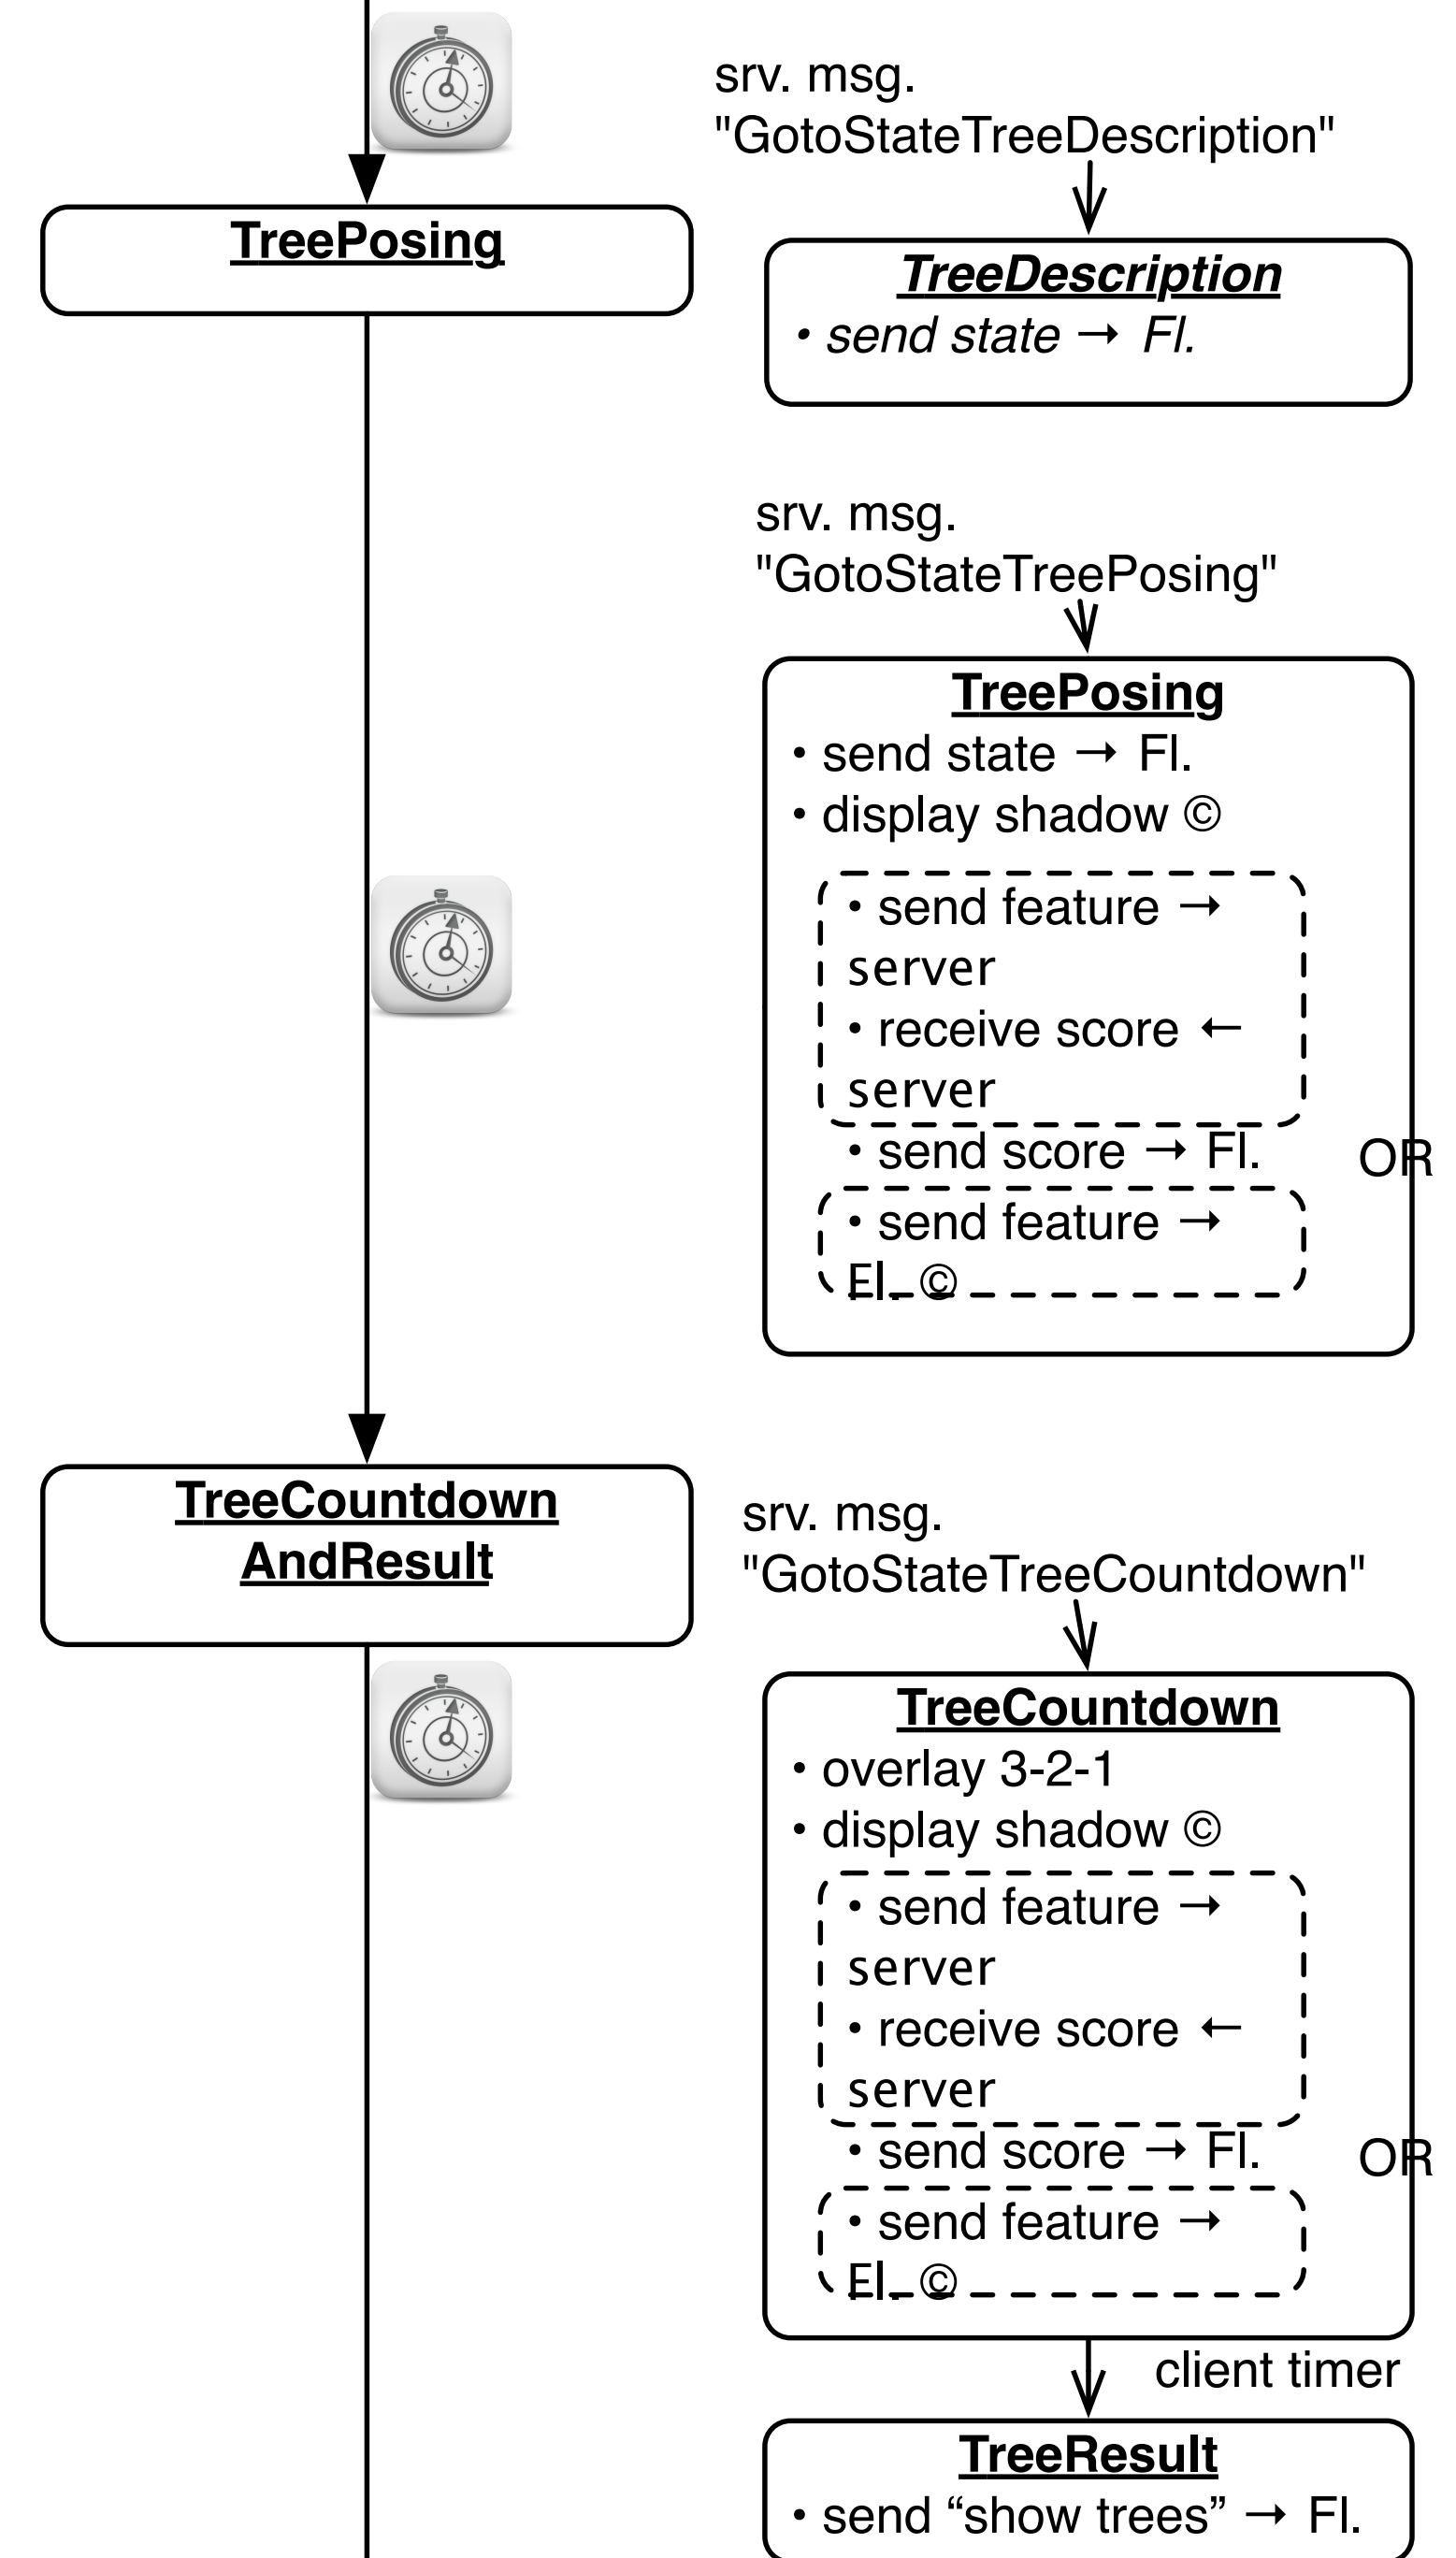 TreePosing
srv. msg.
"GotoStateTreeDescription"
TreeDescription
• send state → Fl.
srv. msg.
"GotoStateTreePosing"
TreePosing
• send state → Fl.
• display shadow ©
• send feature →
server
• receive score ←
server
• send score → Fl.
OR
• send feature →
Fl. ©
TreeCountdown
AndResult
srv. msg.
"GotoStateTreeCountdown"
TreeCountdown
• overlay 3-2-1
• display shadow ©
• send feature →
server
• receive score ←
server
• send score → Fl.
OR
• send feature →
Fl. ©
client timer
TreeResult
• send “show trees” → Fl.